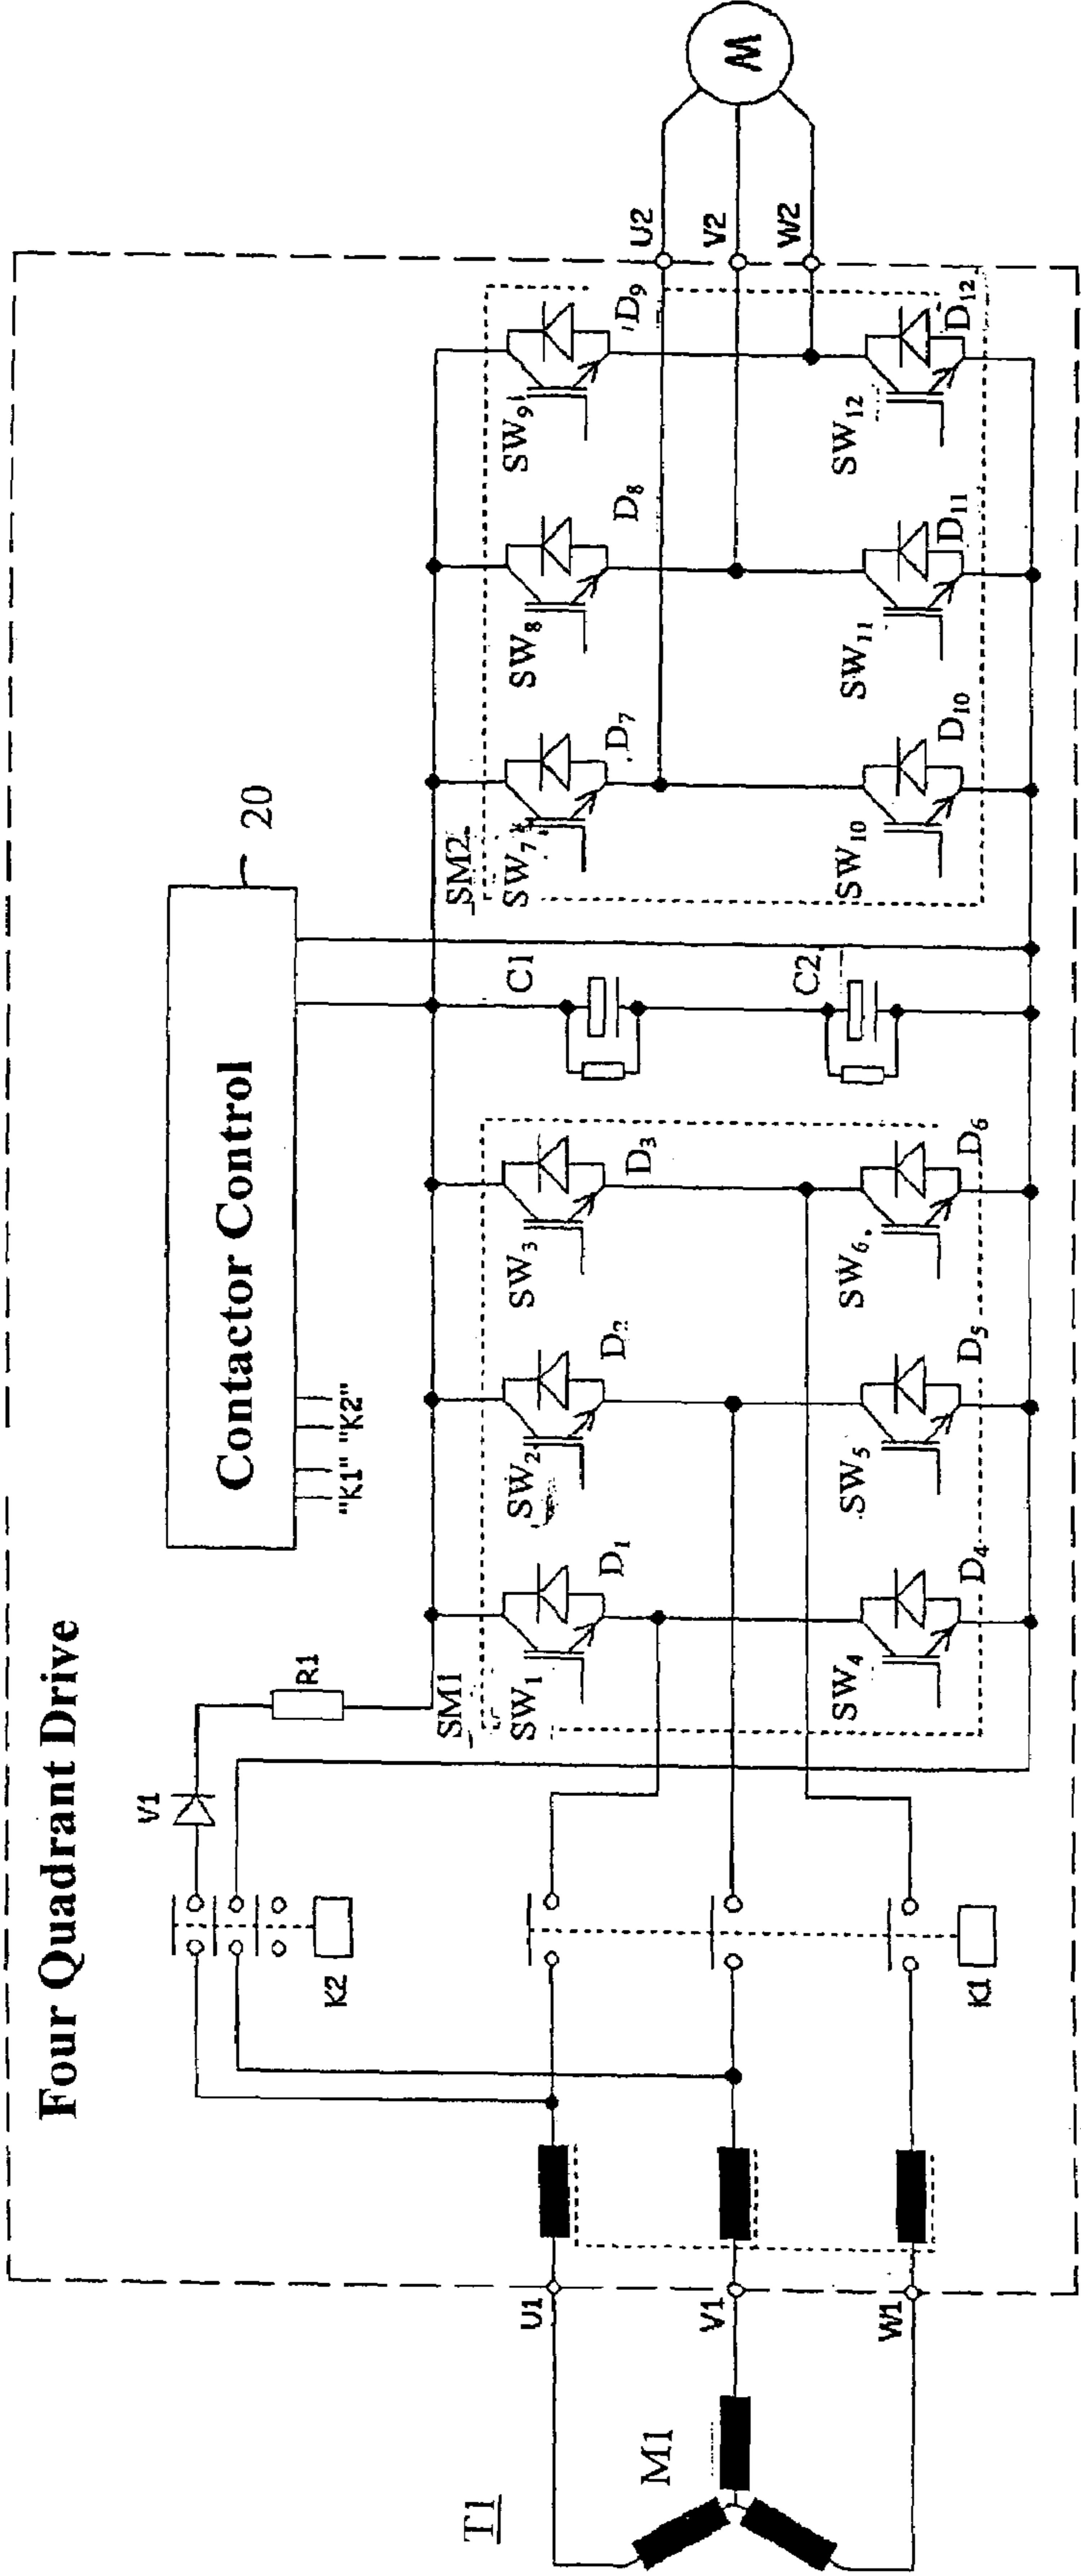 Four Quadrant Drive
Contactor Control
20
"K1" "K2"
V1
R1
K2
K1
T1
M1
U1
V1
W1
SM1
SW1
D1
SW2
D2
SW3
D3
SW4
D4
SW5
D5
SW6
D6
C1
C2
SM2
SW7
D7
SW8
D8
SW9
D9
SW10
D10
SW11
D11
SW12
D12
U2
V2
W2
M